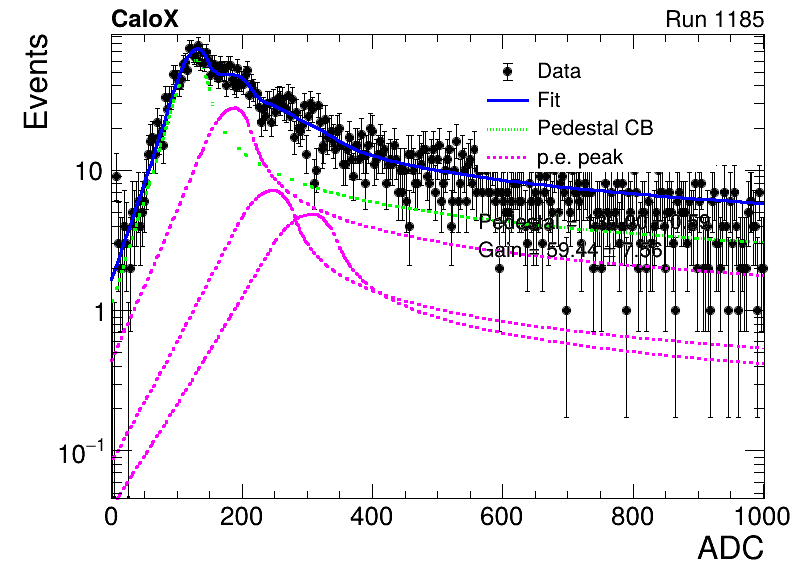 CaloX Run 1185
Events
Data
Fit
Pedestal CB
p.e. peak
Pedestal =
Gain = 59.44 ± 7.56
10
1
10⁻¹
0 200 400 600 800 1000
ADC